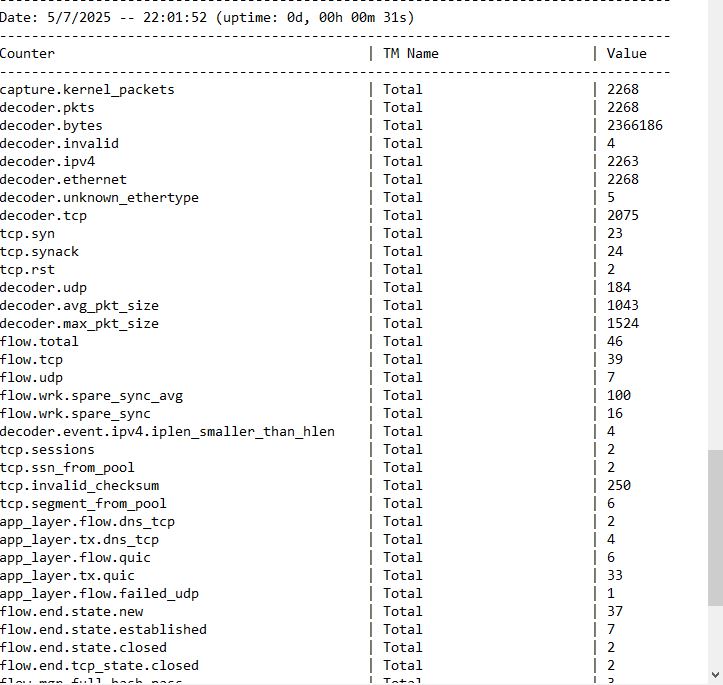 --------------------------------------------------------------------------------------
Date: 5/7/2025 -- 22:01:52 (uptime: 0d, 00h 00m 31s)
--------------------------------------------------------------------------------------
Counter | TM Name | Value
--------------------------------------------------------------------------------------
capture.kernel_packets | Total | 2268
decoder.pkts | Total | 2268
decoder.bytes | Total | 2366186
decoder.invalid | Total | 4
decoder.ipv4 | Total | 2263
decoder.ethernet | Total | 2268
decoder.unknown_ethertype | Total | 5
decoder.tcp | Total | 2075
tcp.syn | Total | 23
tcp.synack | Total | 24
tcp.rst | Total | 2
decoder.udp | Total | 184
decoder.avg_pkt_size | Total | 1043
decoder.max_pkt_size | Total | 1524
flow.total | Total | 46
flow.tcp | Total | 39
flow.udp | Total | 7
flow.wrk.spare_sync_avg | Total | 100
flow.wrk.spare_sync | Total | 16
decoder.event.ipv4.iplen_smaller_than_hlen | Total | 4
tcp.sessions | Total | 2
tcp.ssn_from_pool | Total | 2
tcp.invalid_checksum | Total | 250
tcp.segment_from_pool | Total | 6
app_layer.flow.dns_tcp | Total | 2
app_layer.tx.dns_tcp | Total | 4
app_layer.flow.quic | Total | 6
app_layer.tx.quic | Total | 33
app_layer.flow.failed_udp | Total | 1
flow.end.state.new | Total | 37
flow.end.state.established | Total | 7
flow.end.state.closed | Total | 2
flow.end.tcp_state.closed | Total | 2
flow.mgr.full_hash_pass | Total | 3